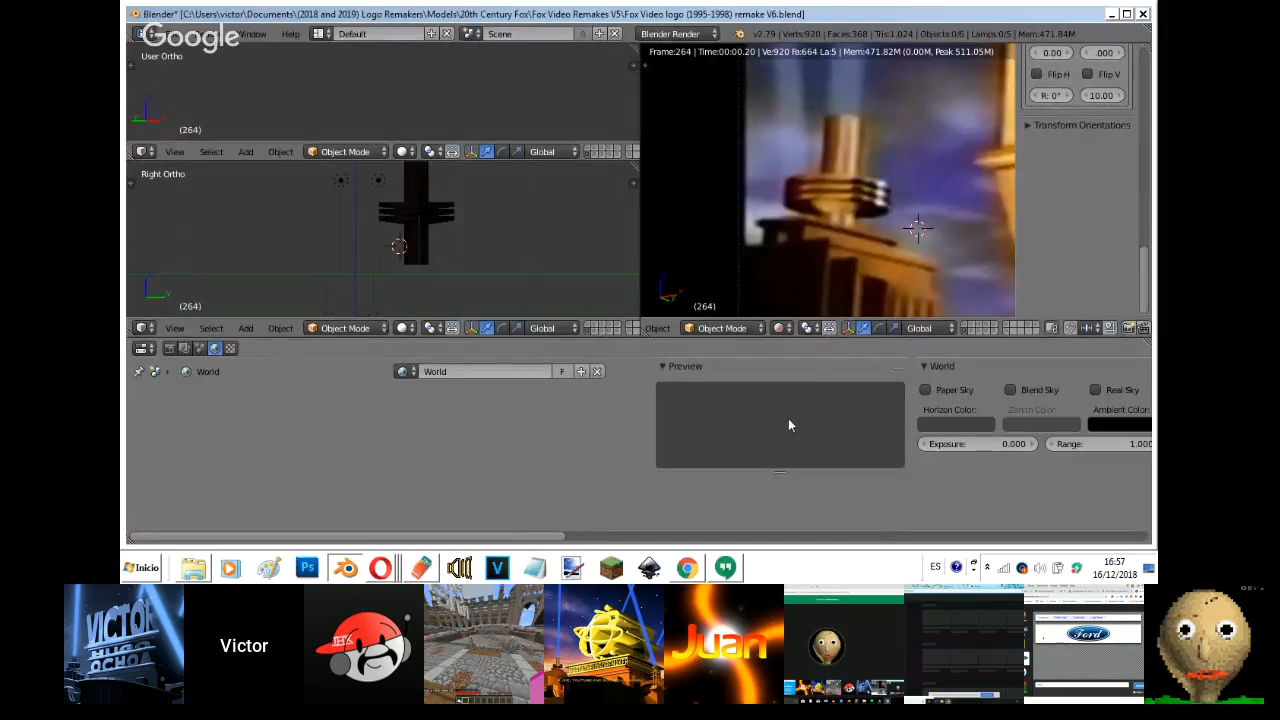 Blender* [C:\Users\victor\Documents\(2018 and 2019) Logo Remakers\Models\20th Century Fox\Fox Video Remakes V5\Fox Video logo (1995-1998) remake V6.blend]
Google
Window Help Default Scene Blender Render v2.79 | Verts:920 | Faces:368 | Tris:1,024 | Objects:0/6 | Lamps:0/5 | Mem:471.84M
User Ortho
Frame:264 | Time:00:00.20 | Ve:920 Fa:664 La:5 | Mem:471.82M (0.00M, Peak 511.05M)
0.00 .000
Flip H Flip V
R: 0° 10.00
Transform Orientations
(264)
View Select Add Object Object Mode Global
Right Ortho
(264)
(264)
View Select Add Object Object Mode Global
Object Object Mode Global
World
World F
Preview
World
Paper Sky Blend Sky Real Sky
Horizon Color: Zenith Color: Ambient Color:
Exposure: 0.000 Range: 1.000
Inicio
Ps
V
ES
16:57
16/12/2018
VICTOR
HUGO
OCHOA
Victor
Juan
Ford